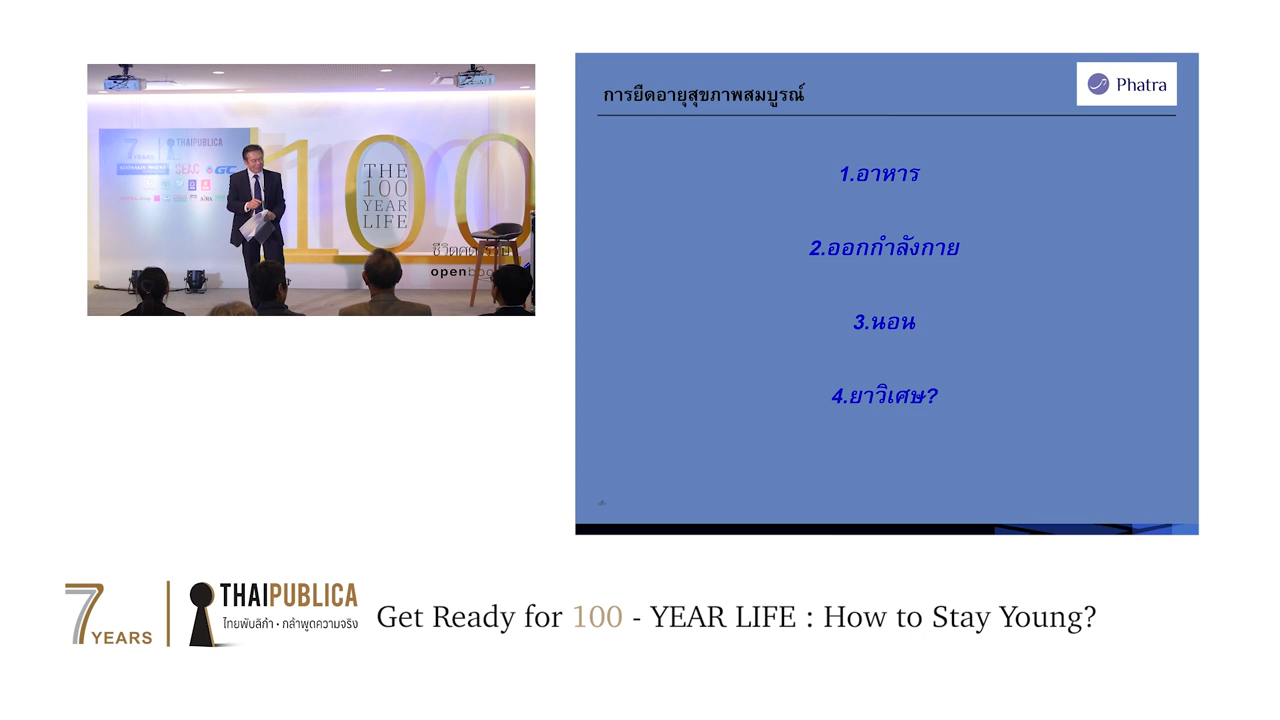 7
YEARS
THAIPUBLICA
SEAC
GC
100
THE
100
YEAR
LIFE
open
การยืดอายุสุขภาพสมบูรณ์
Phatra
1.อาหาร
2.ออกกำลังกาย
3.นอน
4.ยาวิเศษ?
7 YEARS
THAIPUBLICA
ไทยพับลิก้า • กล้าพูดความจริง
Get Ready for 100 - YEAR LIFE : How to Stay Young?